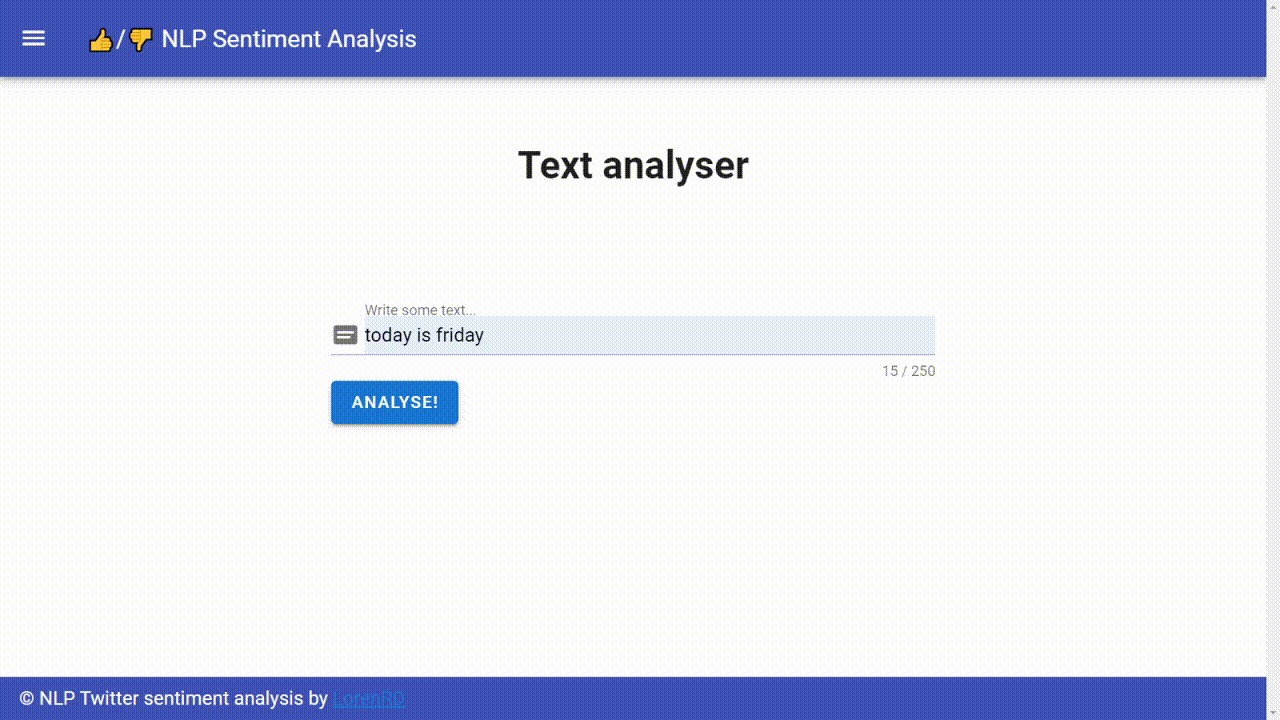 👍/👎 NLP Sentiment Analysis
Text analyser
Write some text...
today is friday
15 / 250
ANALYSE!
© NLP Twitter sentiment analysis by LorenRD